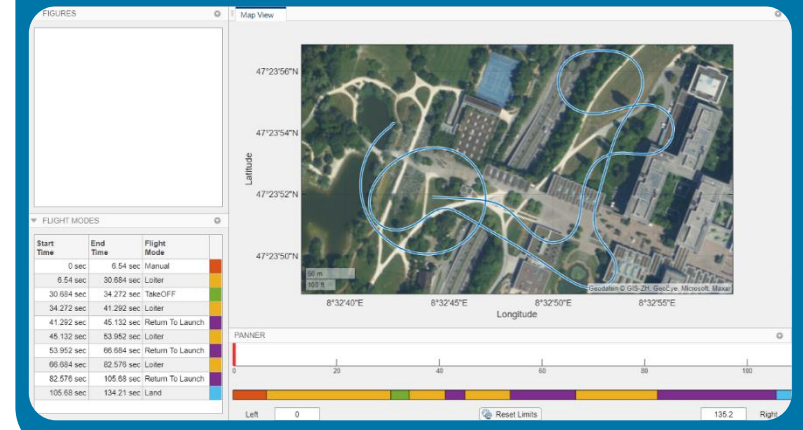 FIGURES
Map View
47°23'56"N
47°23'54"N
47°23'52"N
47°23'50"N
Latitude
50 m
100 ft
Geodaten © GIS-ZH, GeoEye, Microsoft, Maxar
8°32'40"E 8°32'45"E 8°32'50"E 8°32'55"E
Longitude
FLIGHT MODES
Start Time End Time Flight Mode
0 sec 6.54 sec Manual
6.54 sec 30.684 sec Loiter
30.684 sec 34.272 sec TakeOFF
34.272 sec 41.292 sec Loiter
41.292 sec 45.132 sec Return To Launch
45.132 sec 53.952 sec Loiter
53.952 sec 66.684 sec Return To Launch
66.684 sec 82.576 sec Loiter
82.576 sec 105.68 sec Return To Launch
105.68 sec 134.21 sec Land
PANNER
0 20 40 60 80 100
Left 0 Reset Limits 135.2 Right